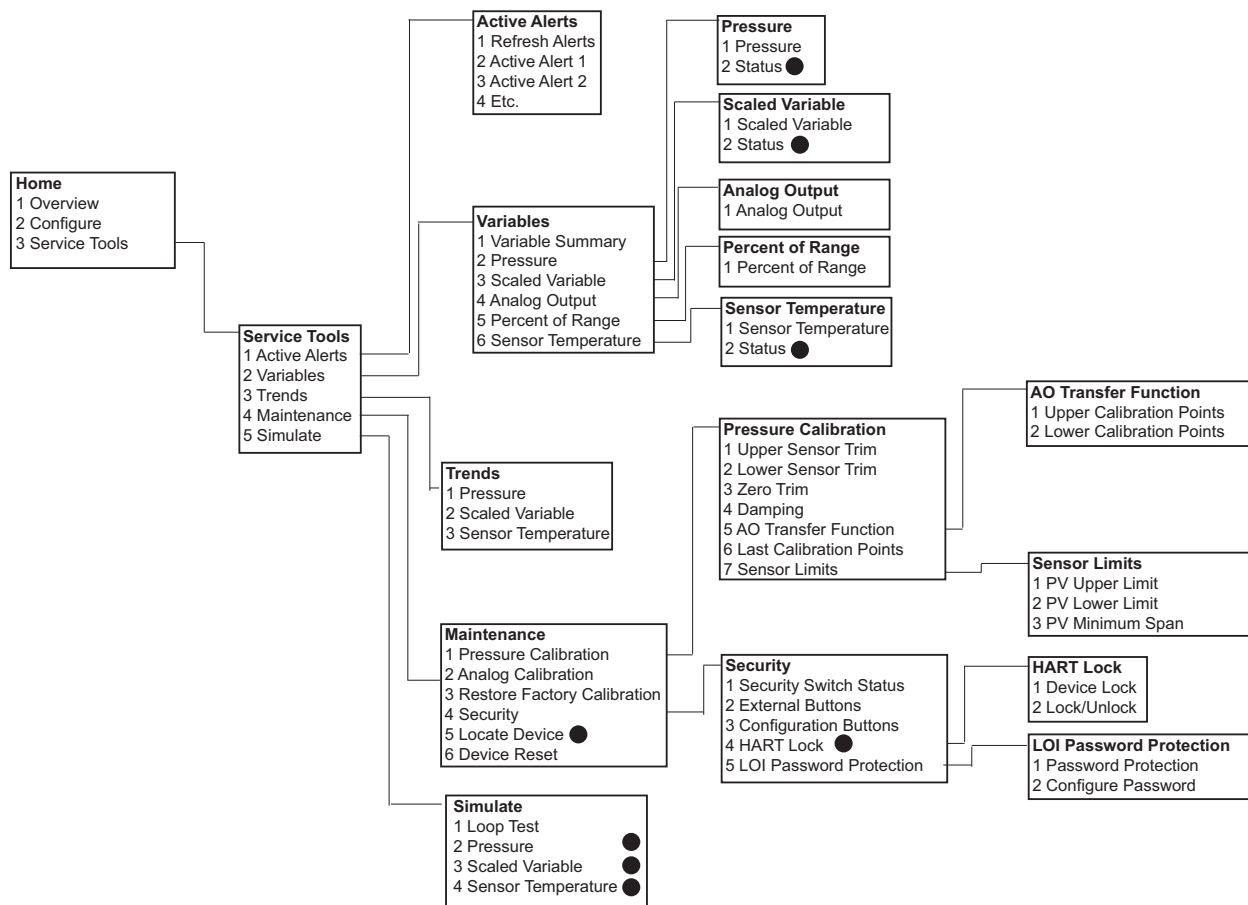 Home
1 Overview
2 Configure
3 Service Tools
Service Tools
1 Active Alerts
2 Variables
3 Trends
4 Maintenance
5 Simulate
Active Alerts
1 Refresh Alerts
2 Active Alert 1
3 Active Alert 2
4 Etc.
Variables
1 Variable Summary
2 Pressure
3 Scaled Variable
4 Analog Output
5 Percent of Range
6 Sensor Temperature
Trends
1 Pressure
2 Scaled Variable
3 Sensor Temperature
Maintenance
1 Pressure Calibration
2 Analog Calibration
3 Restore Factory Calibration
4 Security
5 Locate Device
6 Device Reset
Simulate
1 Loop Test
2 Pressure
3 Scaled Variable
4 Sensor Temperature
Pressure
1 Pressure
2 Status
Scaled Variable
1 Scaled Variable
2 Status
Analog Output
1 Analog Output
Percent of Range
1 Percent of Range
Sensor Temperature
1 Sensor Temperature
2 Status
Pressure Calibration
1 Upper Sensor Trim
2 Lower Sensor Trim
3 Zero Trim
4 Damping
5 AO Transfer Function
6 Last Calibration Points
7 Sensor Limits
Security
1 Security Switch Status
2 External Buttons
3 Configuration Buttons
4 HART Lock
5 LOI Password Protection
AO Transfer Function
1 Upper Calibration Points
2 Lower Calibration Points
Sensor Limits
1 PV Upper Limit
2 PV Lower Limit
3 PV Minimum Span
HART Lock
1 Device Lock
2 Lock/Unlock
LOI Password Protection
1 Password Protection
2 Configure Password